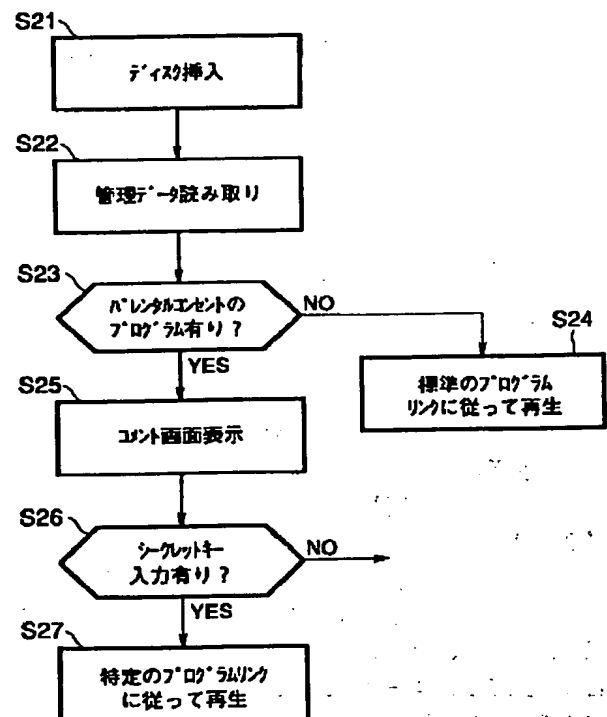 S21
ディスク挿入
S22
管理データ読み取り
S23
パレンタルエンセントの
プログラム有り?
NO
S24
YES
標準のプログラム
リンクに従って再生
S25
コメント画面表示
S26
シークレットキー
入力有り?
NO
YES
S27
特定のプログラムリンク
に従って再生